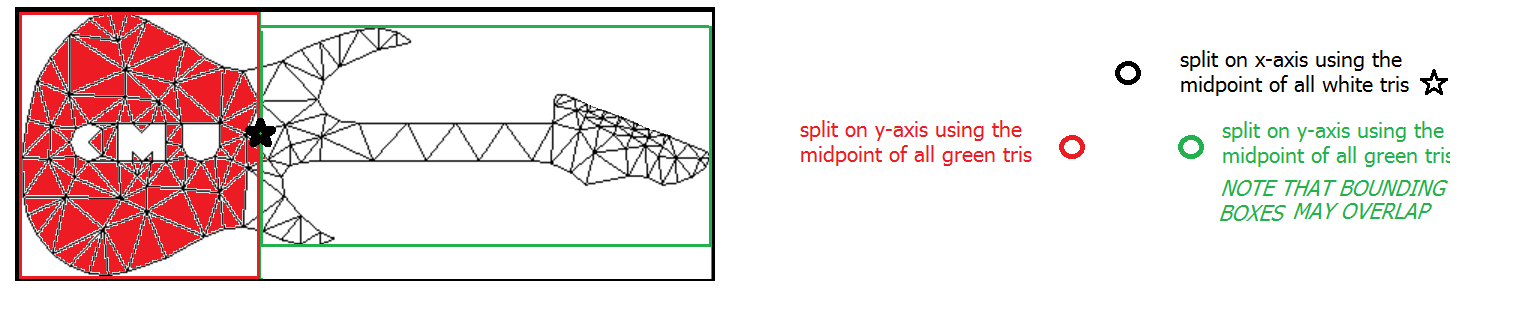 CMU
split on x-axis using the
midpoint of all white tris
split on y-axis using the
midpoint of all green tris
split on y-axis using the
midpoint of all green tris
NOTE THAT BOUNDING
BOXES MAY OVERLAP